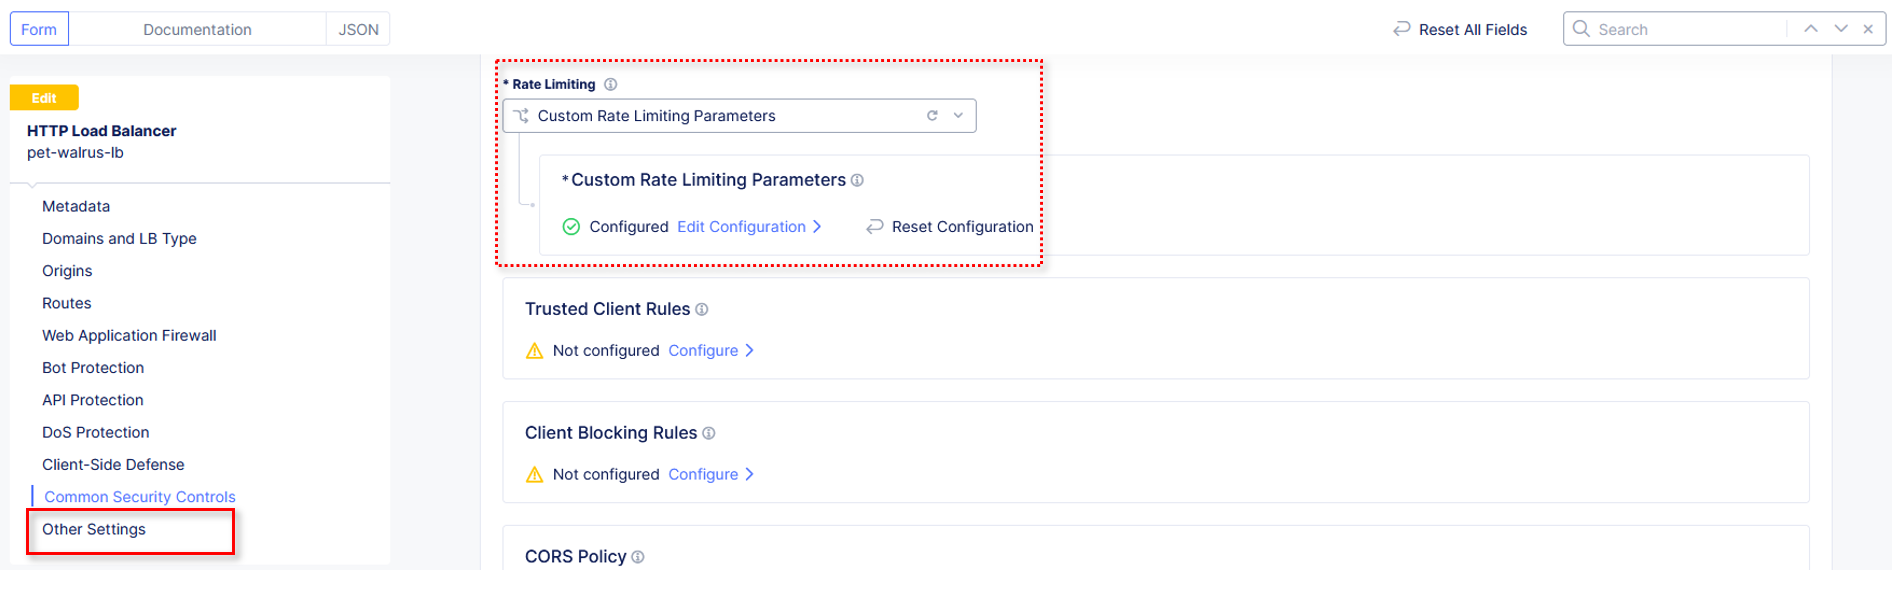 Form
Documentation
JSON
Reset All Fields
Search
Edit
HTTP Load Balancer
pet-walrus-lb
Metadata
Domains and LB Type
Origins
Routes
Web Application Firewall
Bot Protection
API Protection
DoS Protection
Client-Side Defense
Common Security Controls
Other Settings
* Rate Limiting
Custom Rate Limiting Parameters
* Custom Rate Limiting Parameters
Configured Edit Configuration Reset Configuration
Trusted Client Rules
Not configured Configure
Client Blocking Rules
Not configured Configure
CORS Policy